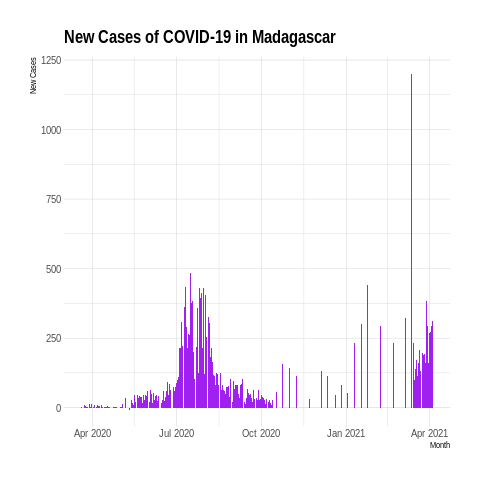 New Cases of COVID-19 in Madagascar
New Cases
1250
1000
750
500
250
0
Apr 2020
Jul 2020
Oct 2020
Jan 2021
Apr 2021
Month